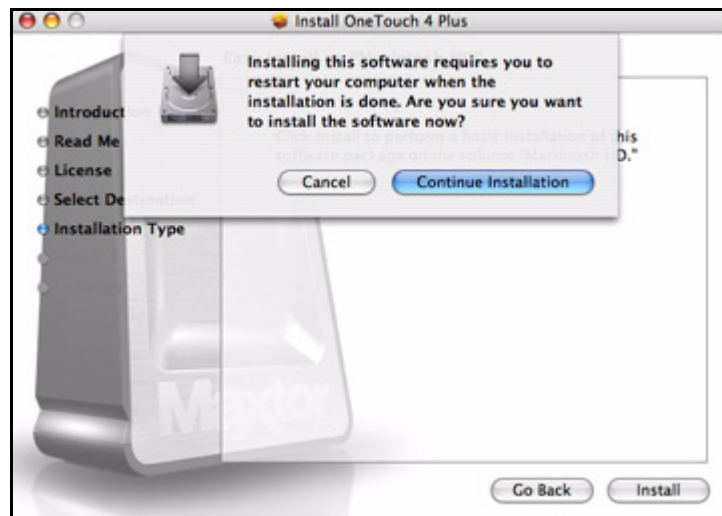 Install OneTouch 4 Plus
Installing this software requires you to
restart your computer when the
installation is done. Are you sure you want
to install the software now?
Cancel
Continue Installation
Introduct
Read Me
License
Select Destination
Installation Type
Click Install to perform a basic installation of this
software package on the volume "Macintosh HD."
Maxtor
Go Back
Install